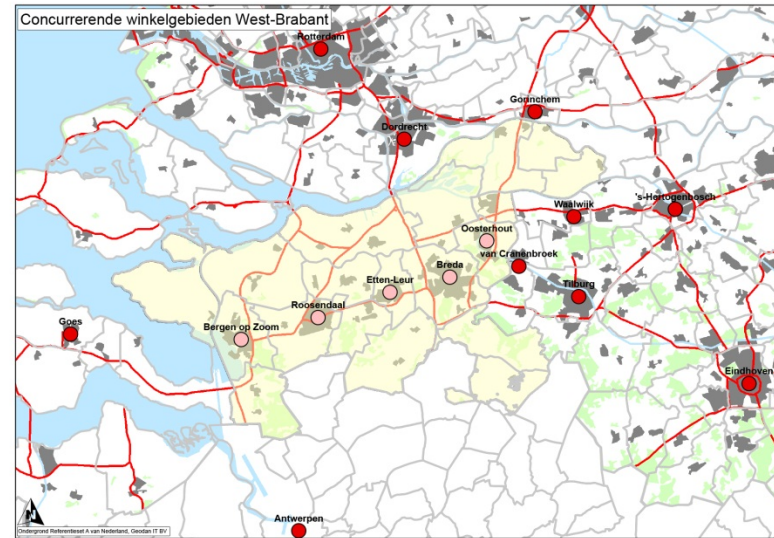 Concurrerende winkelgebieden West-Brabant
Rotterdam
Gorinchem
Dordrecht
Waalwijk
's-Hertogenbosch
Oosterhout
van Cranenbroek
Breda
Etten-Leur
Tilburg
Roosendaal
Goes
Bergen op Zoom
Eindhoven
N
Antwerpen
Ondergrond Referentieset A van Nederland, Geodan IT BV